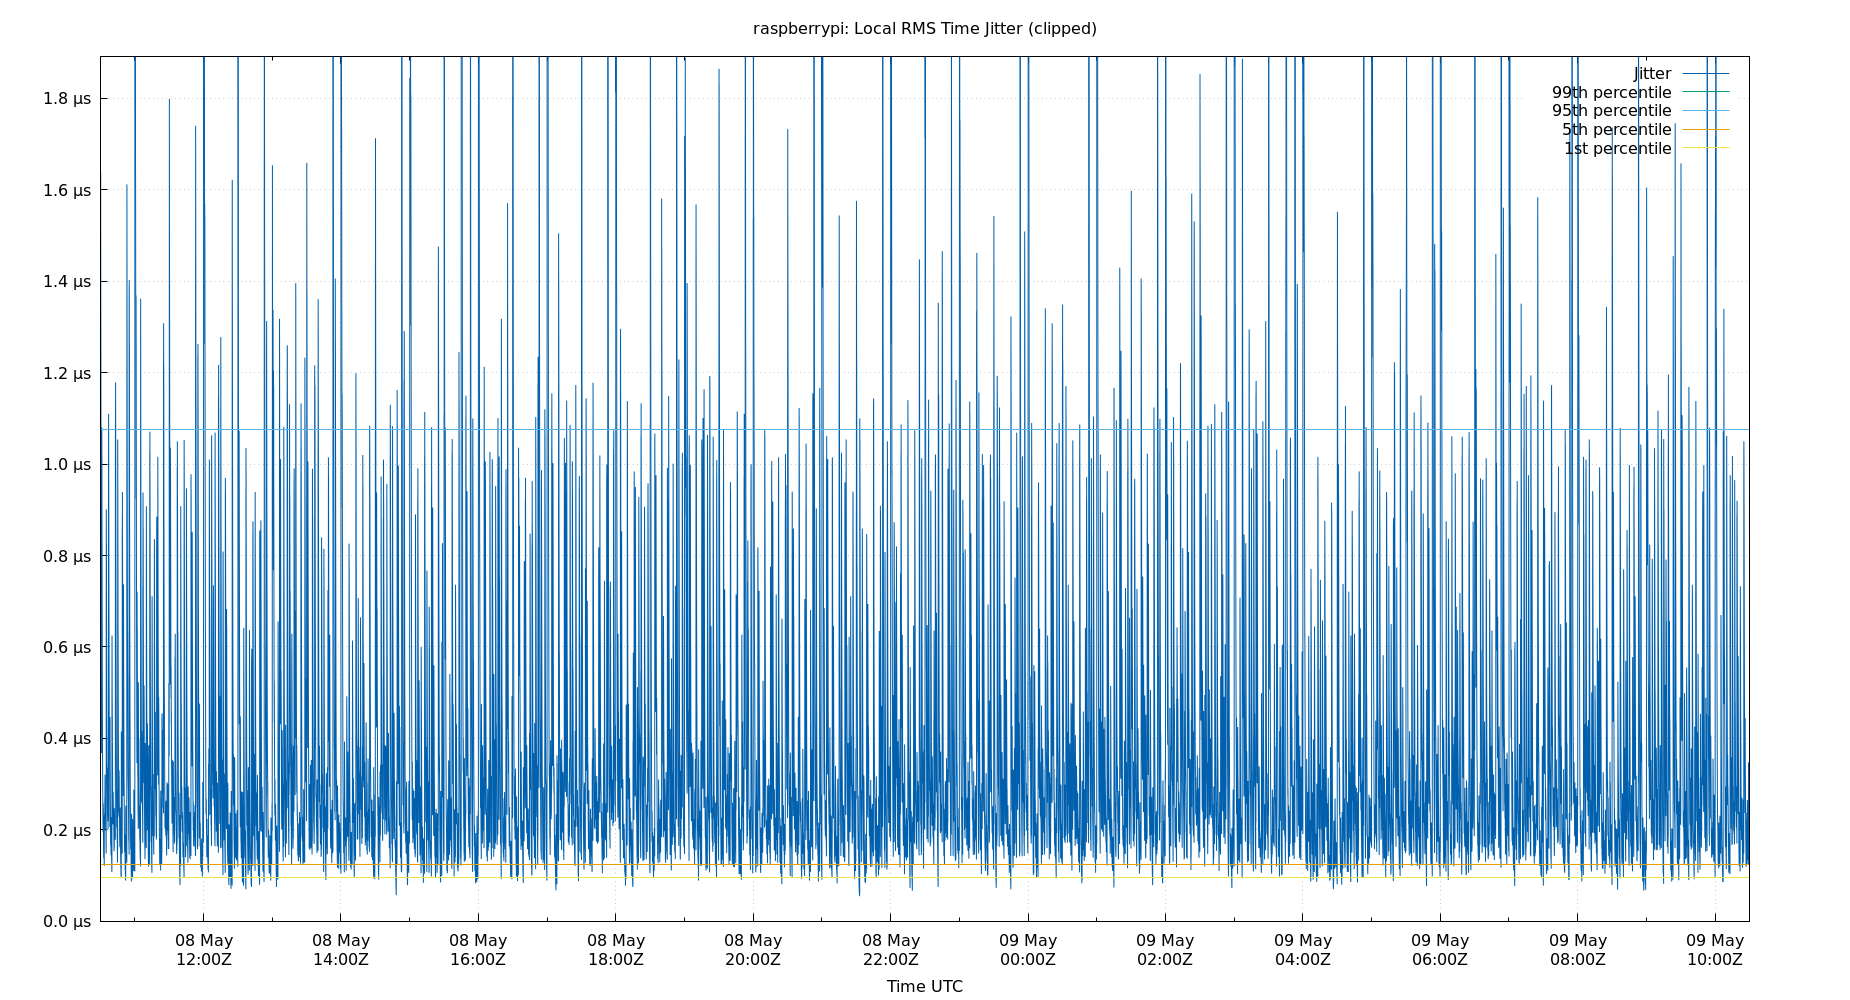 raspberrypi: Local RMS Time Jitter (clipped)
Jitter
99th percentile
95th percentile
5th percentile
1st percentile
1.8 µs
1.6 µs
1.4 µs
1.2 µs
1.0 µs
0.8 µs
0.6 µs
0.4 µs
0.2 µs
0.0 µs
08 May 08 May 08 May 08 May 08 May 08 May 09 May 09 May 09 May 09 May 09 May 09 May
12:00Z 14:00Z 16:00Z 18:00Z 20:00Z 22:00Z 00:00Z 02:00Z 04:00Z 06:00Z 08:00Z 10:00Z
Time UTC